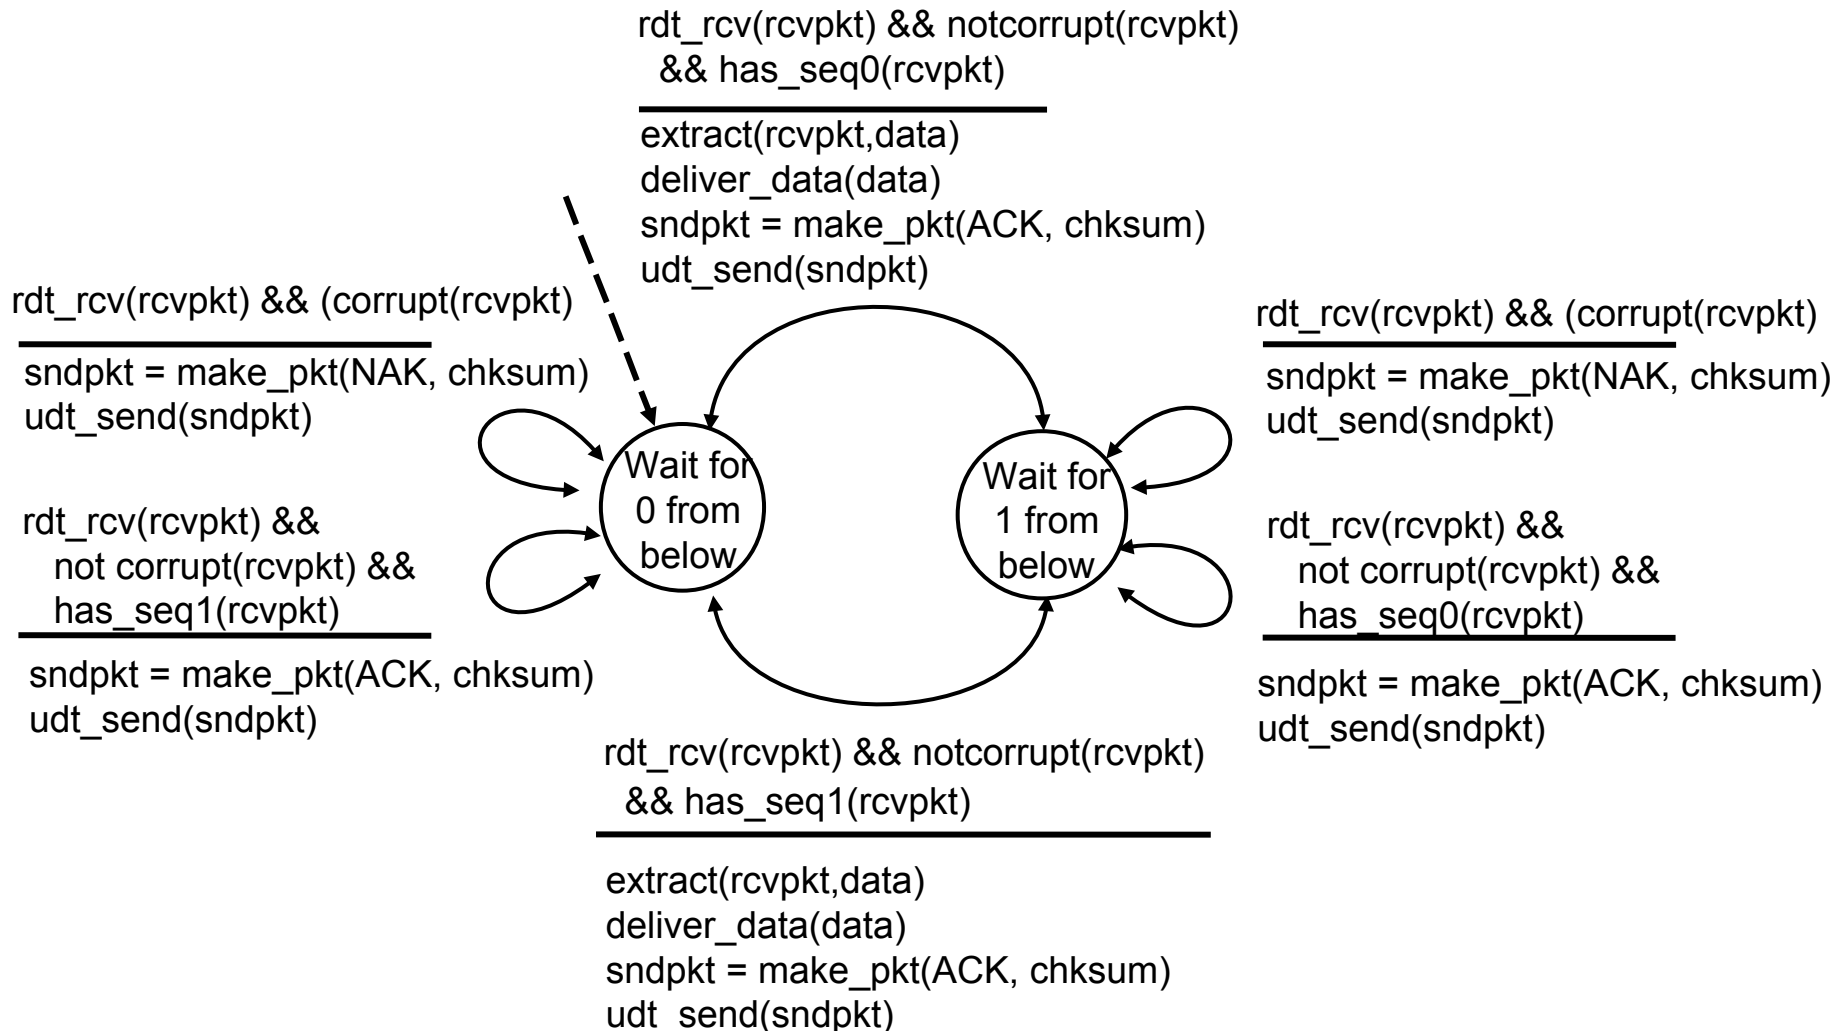 rdt_rcv(rcvpkt) && notcorrupt(rcvpkt)
&& has_seq0(rcvpkt)
extract(rcvpkt,data)
deliver_data(data)
sndpkt = make_pkt(ACK, chksum)
udt_send(sndpkt)
rdt_rcv(rcvpkt) && (corrupt(rcvpkt)
sndpkt = make_pkt(NAK, chksum)
udt_send(sndpkt)
rdt_rcv(rcvpkt) &&
not corrupt(rcvpkt) &&
has_seq1(rcvpkt)
sndpkt = make_pkt(ACK, chksum)
udt_send(sndpkt)
Wait for
0 from
below
Wait for
1 from
below
rdt_rcv(rcvpkt) && (corrupt(rcvpkt)
sndpkt = make_pkt(NAK, chksum)
udt_send(sndpkt)
rdt_rcv(rcvpkt) &&
not corrupt(rcvpkt) &&
has_seq0(rcvpkt)
sndpkt = make_pkt(ACK, chksum)
udt_send(sndpkt)
rdt_rcv(rcvpkt) && notcorrupt(rcvpkt)
&& has_seq1(rcvpkt)
extract(rcvpkt,data)
deliver_data(data)
sndpkt = make_pkt(ACK, chksum)
udt_send(sndpkt)